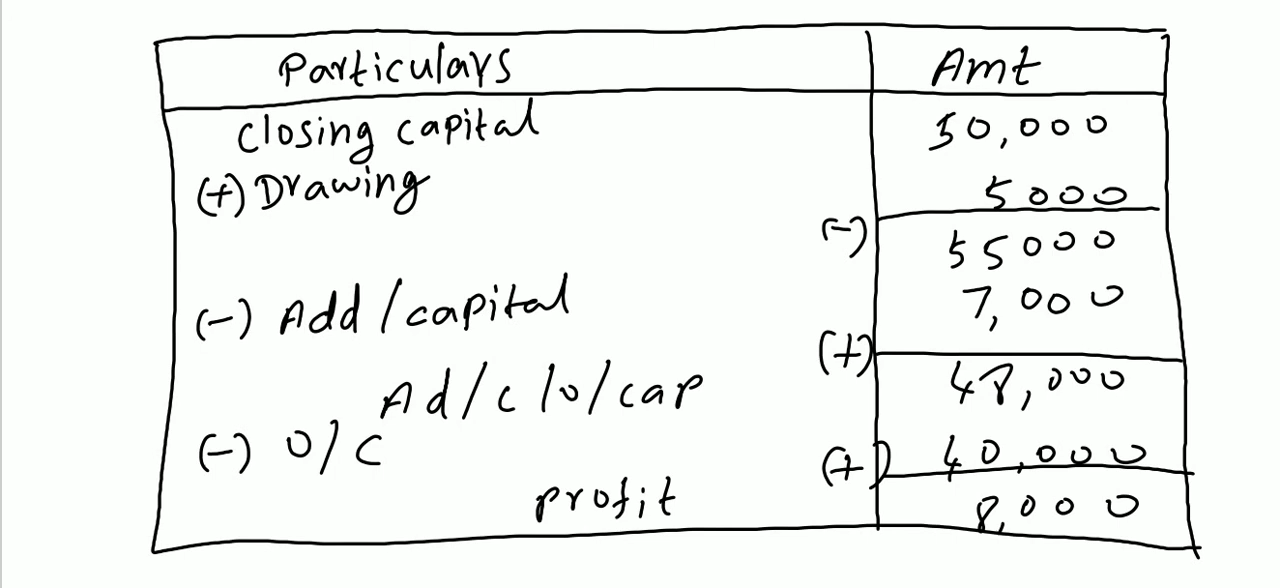 Particulars Amt
closing capital 50,000
(+) Drawing 5000
(-) 55000
(-) Add/capital 7,000
(+) 48,000
Ad/c/o/cap
(-) O/C 40,000
(+)
profit 8,000